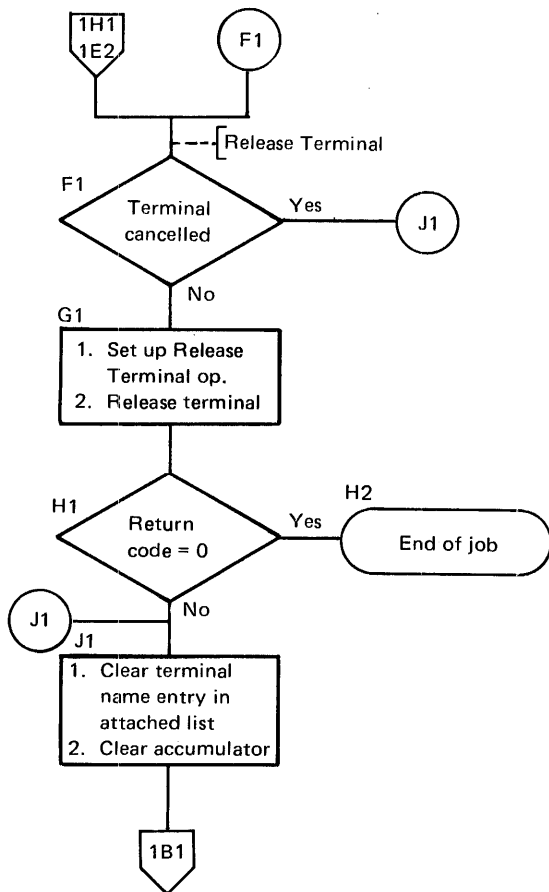 1H1
1E2
F1
Release Terminal
F1
Terminal
cancelled
Yes
J1
No
G1
1. Set up Release
Terminal op.
2. Release terminal
H1
Return
code = 0
Yes
H2
End of job
No
J1
J1
1. Clear terminal
name entry in
attached list
2. Clear accumulator
1B1